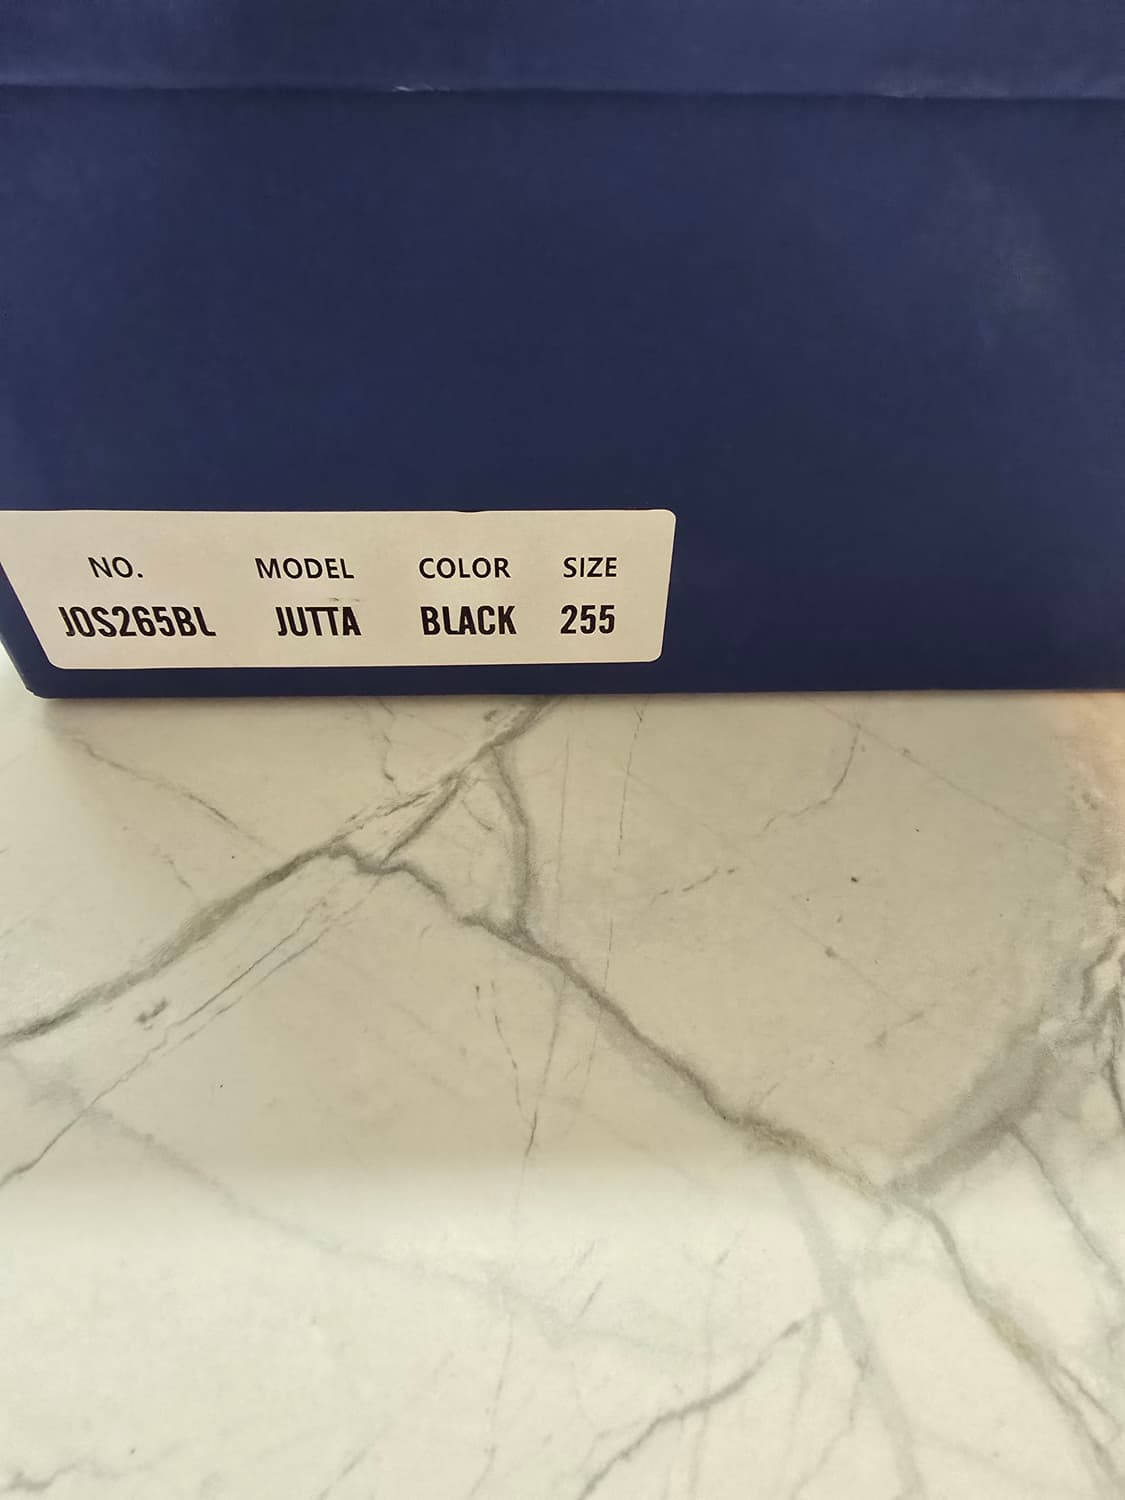 NO. MODEL COLOR SIZE
JOS265BL JUTTA BLACK 255